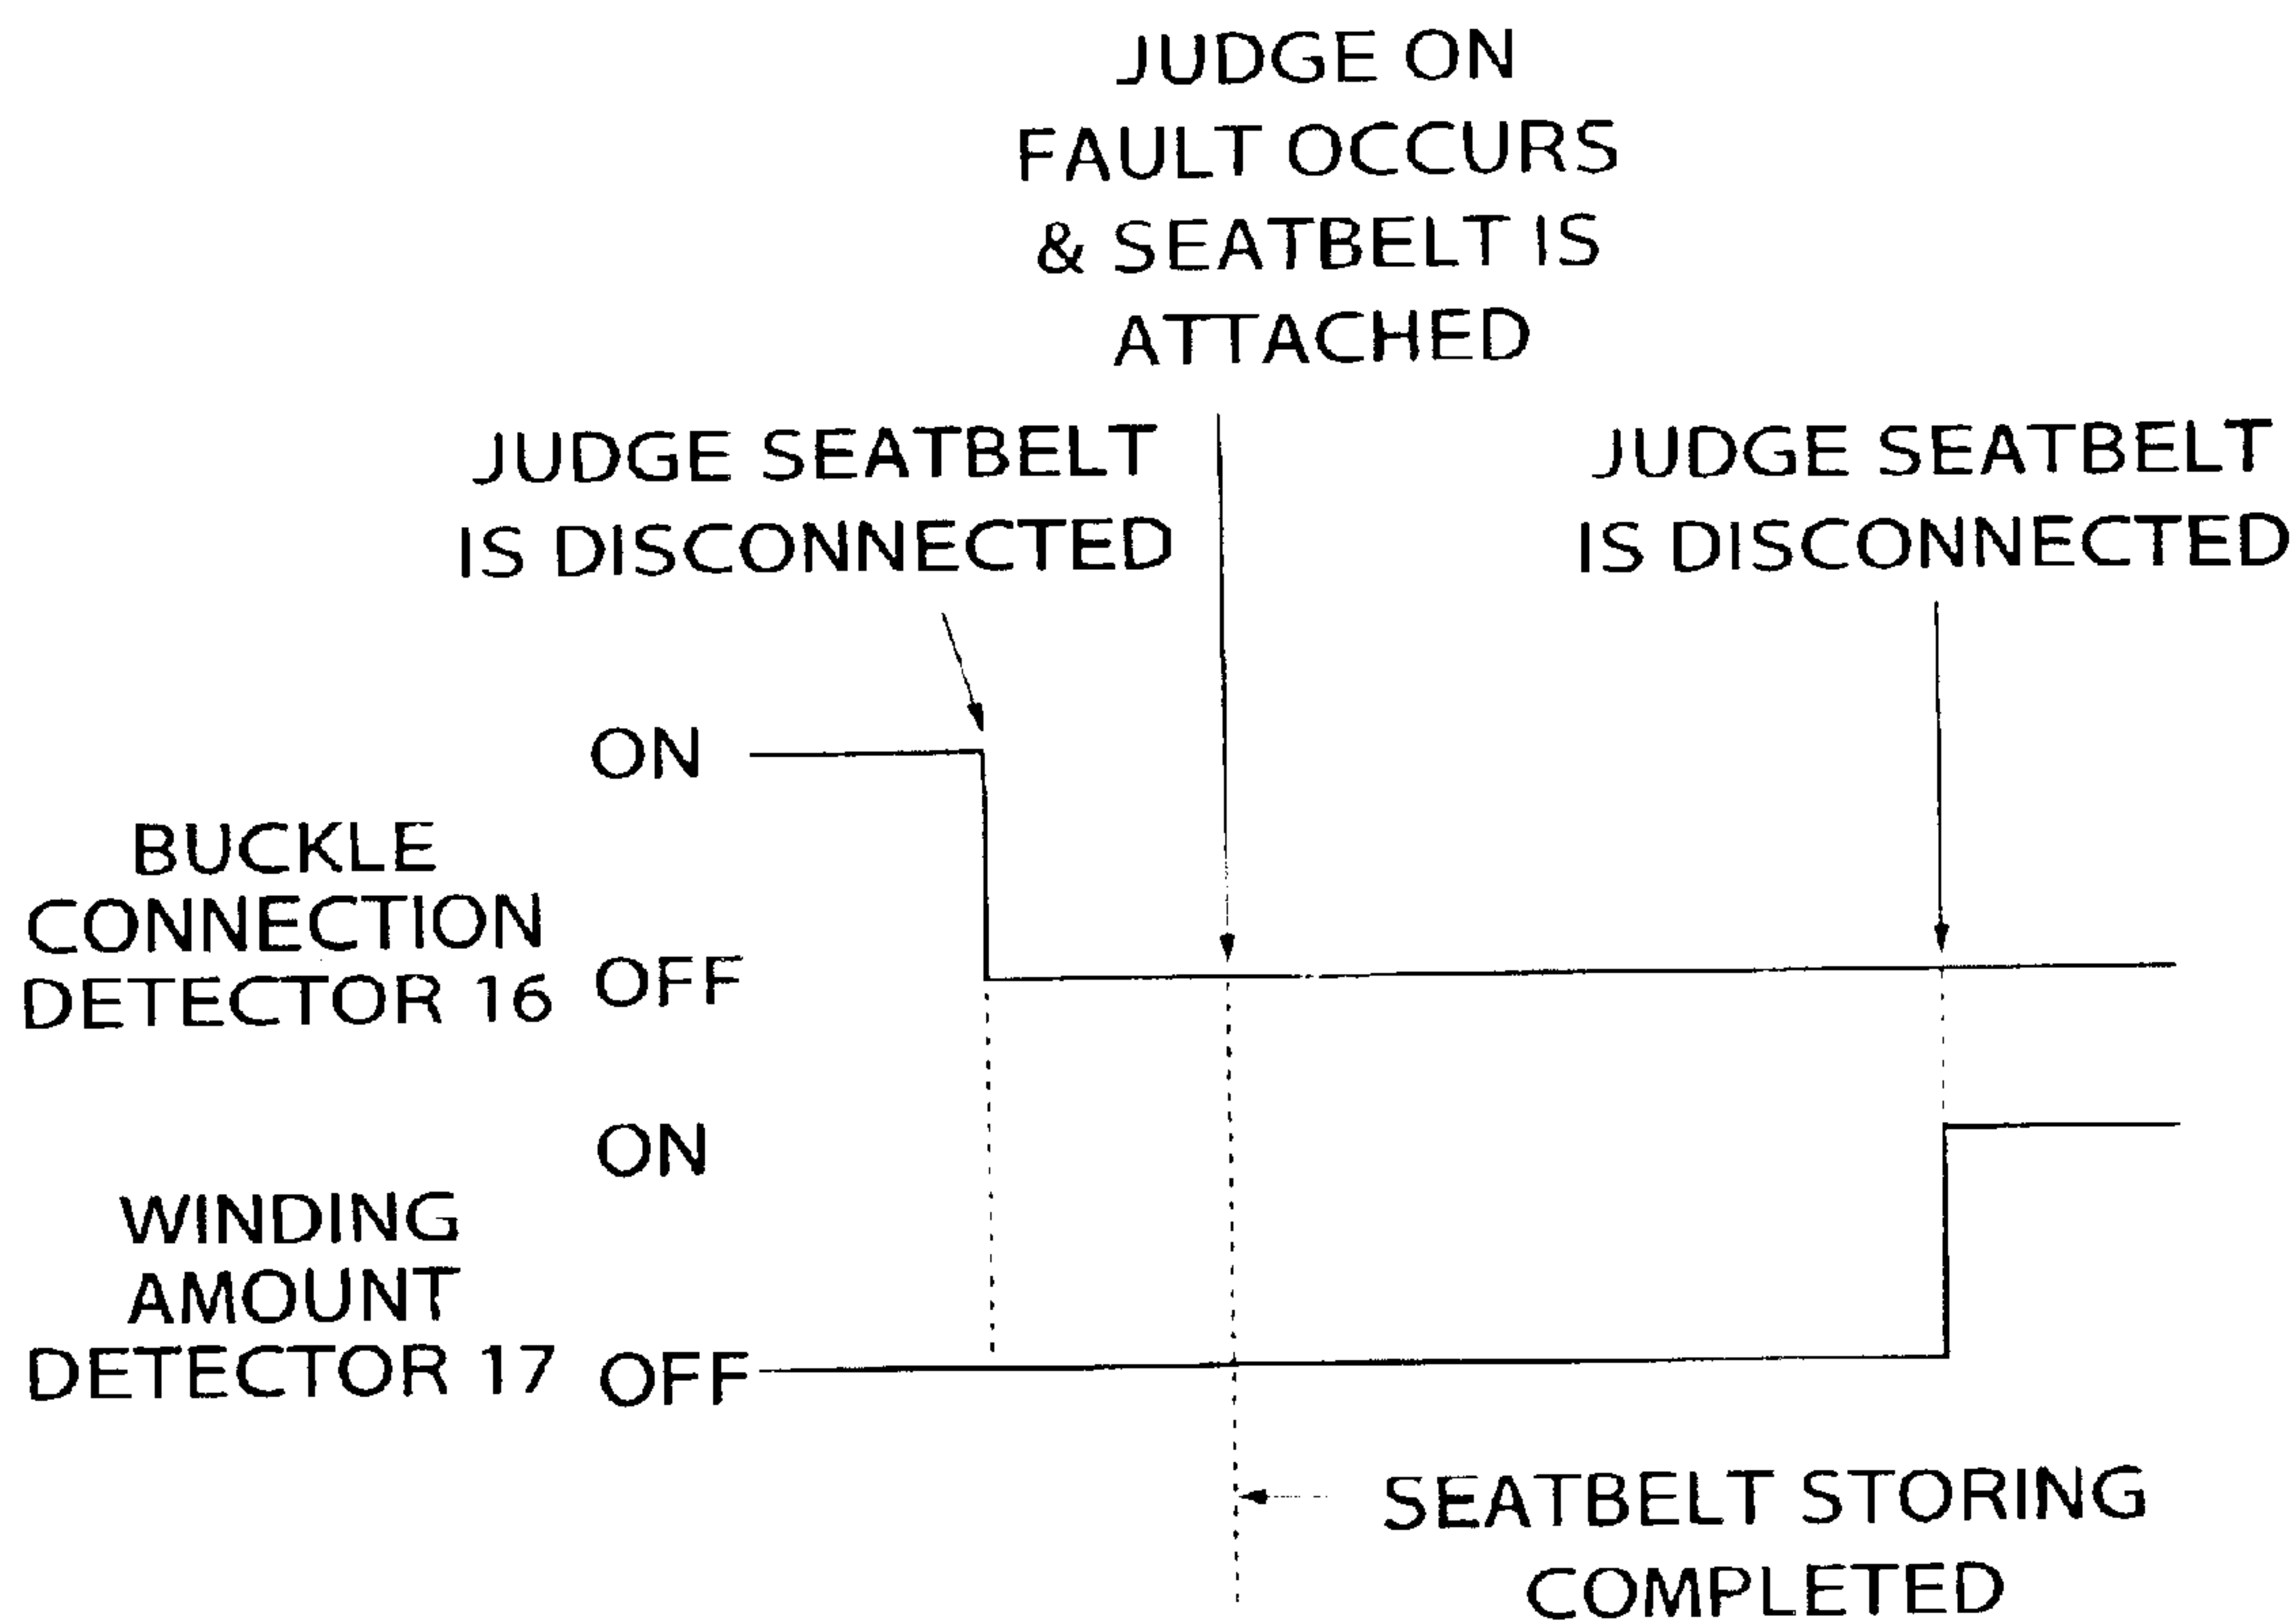 JUDGE ON
FAULT OCCURS
& SEATBELT IS
ATTACHED
JUDGE SEATBELT
IS DISCONNECTED
JUDGE SEATBELT
IS DISCONNECTED
ON
BUCKLE
CONNECTION
DETECTOR 16
OFF
ON
WINDING
AMOUNT
DETECTOR 17
OFF
SEATBELT STORING
COMPLETED